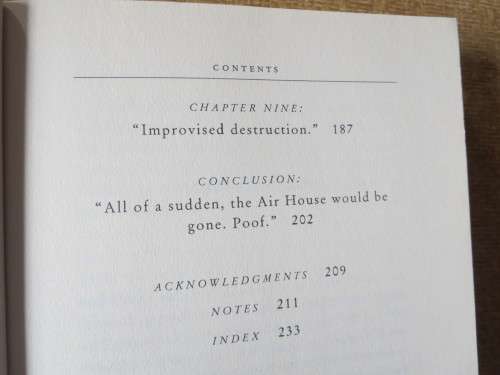 CONTENTS
CHAPTER NINE:
“Improvised destruction.” 187
CONCLUSION:
“All of a sudden, the Air House would be
gone. Poof.” 202
ACKNOWLEDGMENTS 209
NOTES 211
INDEX 233